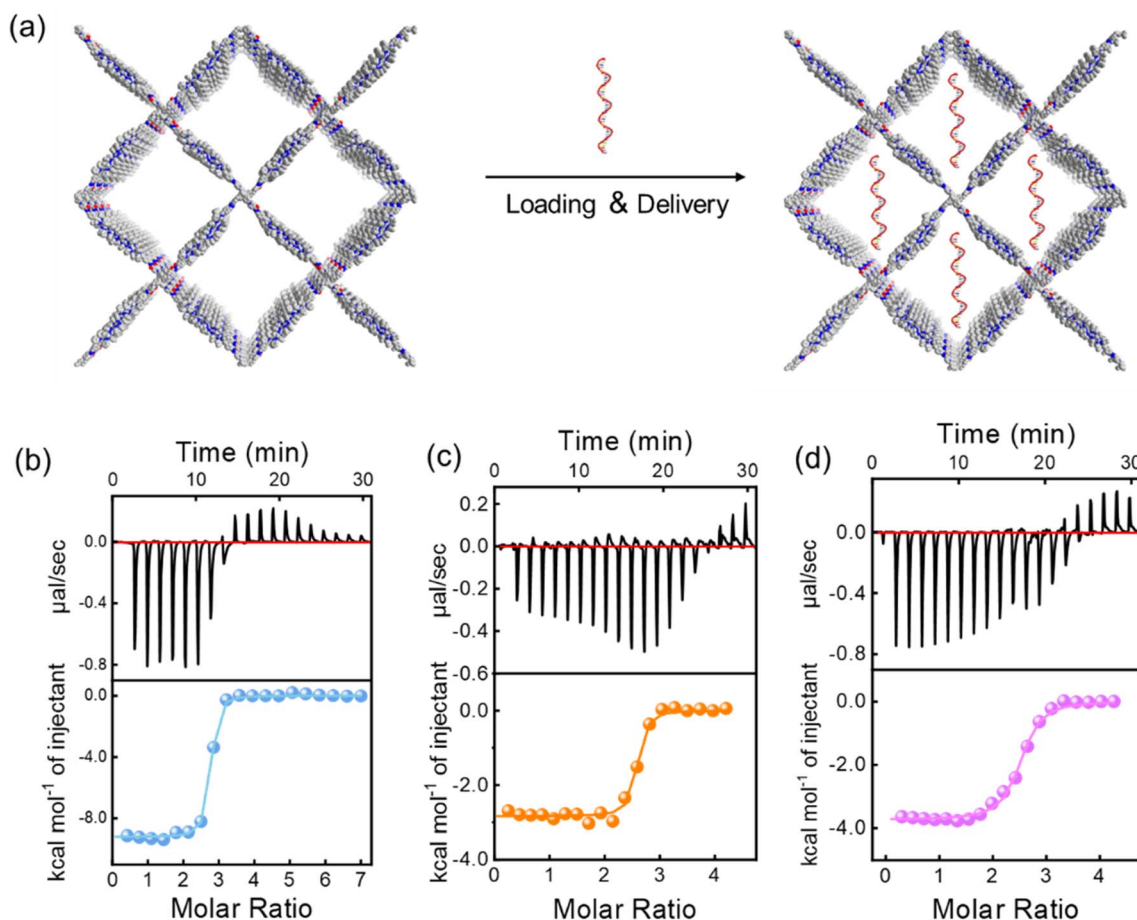 (a)
Loading & Delivery
(b)
Time (min)
0 10 20 30
µal/sec
0.0
-0.4
-0.8
kcal mol⁻¹ of injectant
0.0
-4.0
-8.0
0 1 2 3 4 5 6 7
Molar Ratio
(c)
Time (min)
0 10 20 30
µal/sec
0.2
0.0
-0.2
-0.4
-0.6
kcal mol⁻¹ of injectant
0.0
-2.0
-4.0
0 1 2 3 4
Molar Ratio
(d)
Time (min)
0 10 20 30
µal/sec
0.0
-0.4
-0.8
kcal mol⁻¹ of injectant
0.0
-2.0
-4.0
0 1 2 3 4
Molar Ratio